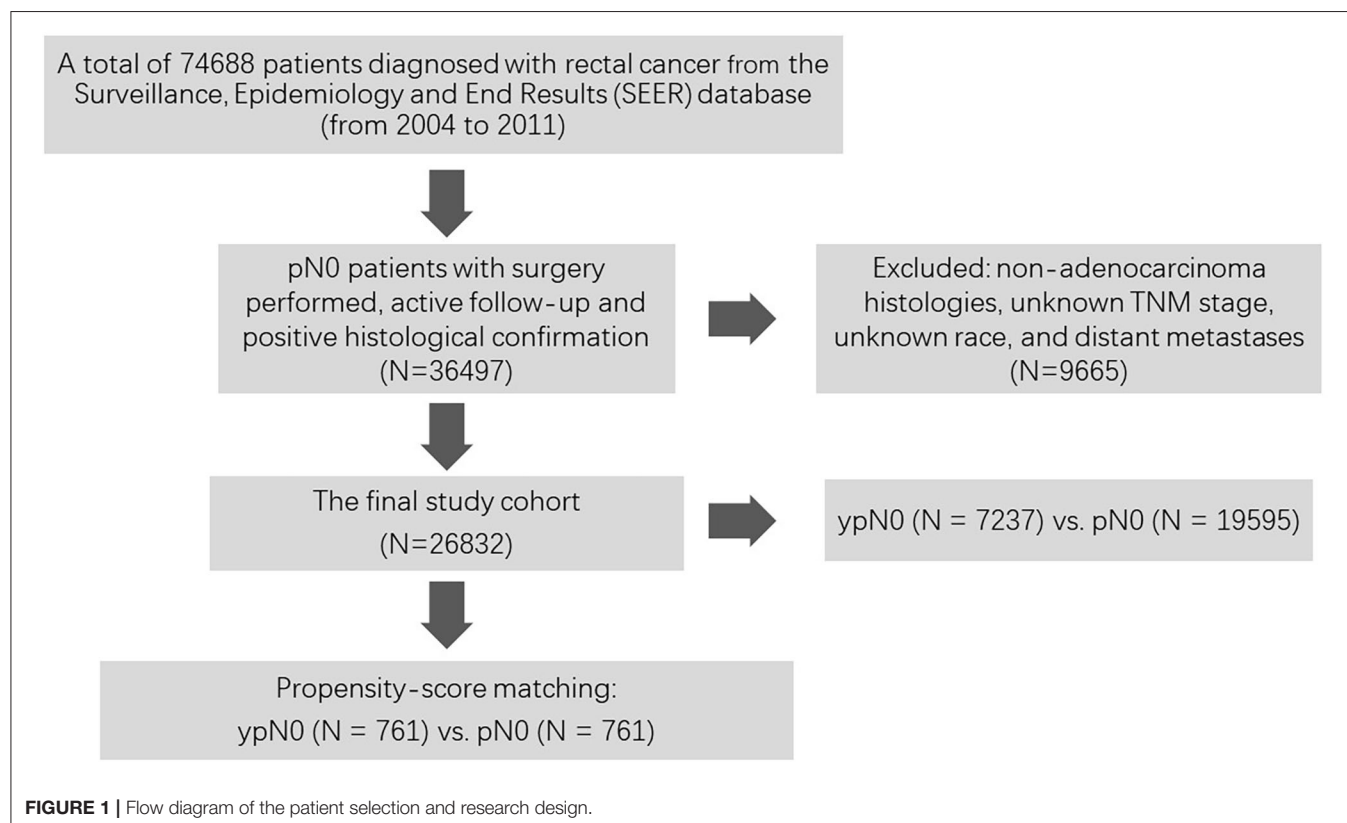 A total of 74688 patients diagnosed with rectal cancer from the
Surveillance, Epidemiology and End Results (SEER) database
(from 2004 to 2011)
pN0 patients with surgery
performed, active follow-up and
positive histological confirmation
(N=36497)
Excluded: non-adenocarcinoma
histologies, unknown TNM stage,
unknown race, and distant metastases
(N=9665)
The final study cohort
(N=26832)
ypN0 (N = 7237) vs. pN0 (N = 19595)
Propensity-score matching:
ypN0 (N = 761) vs. pN0 (N = 761)
FIGURE 1 | Flow diagram of the patient selection and research design.